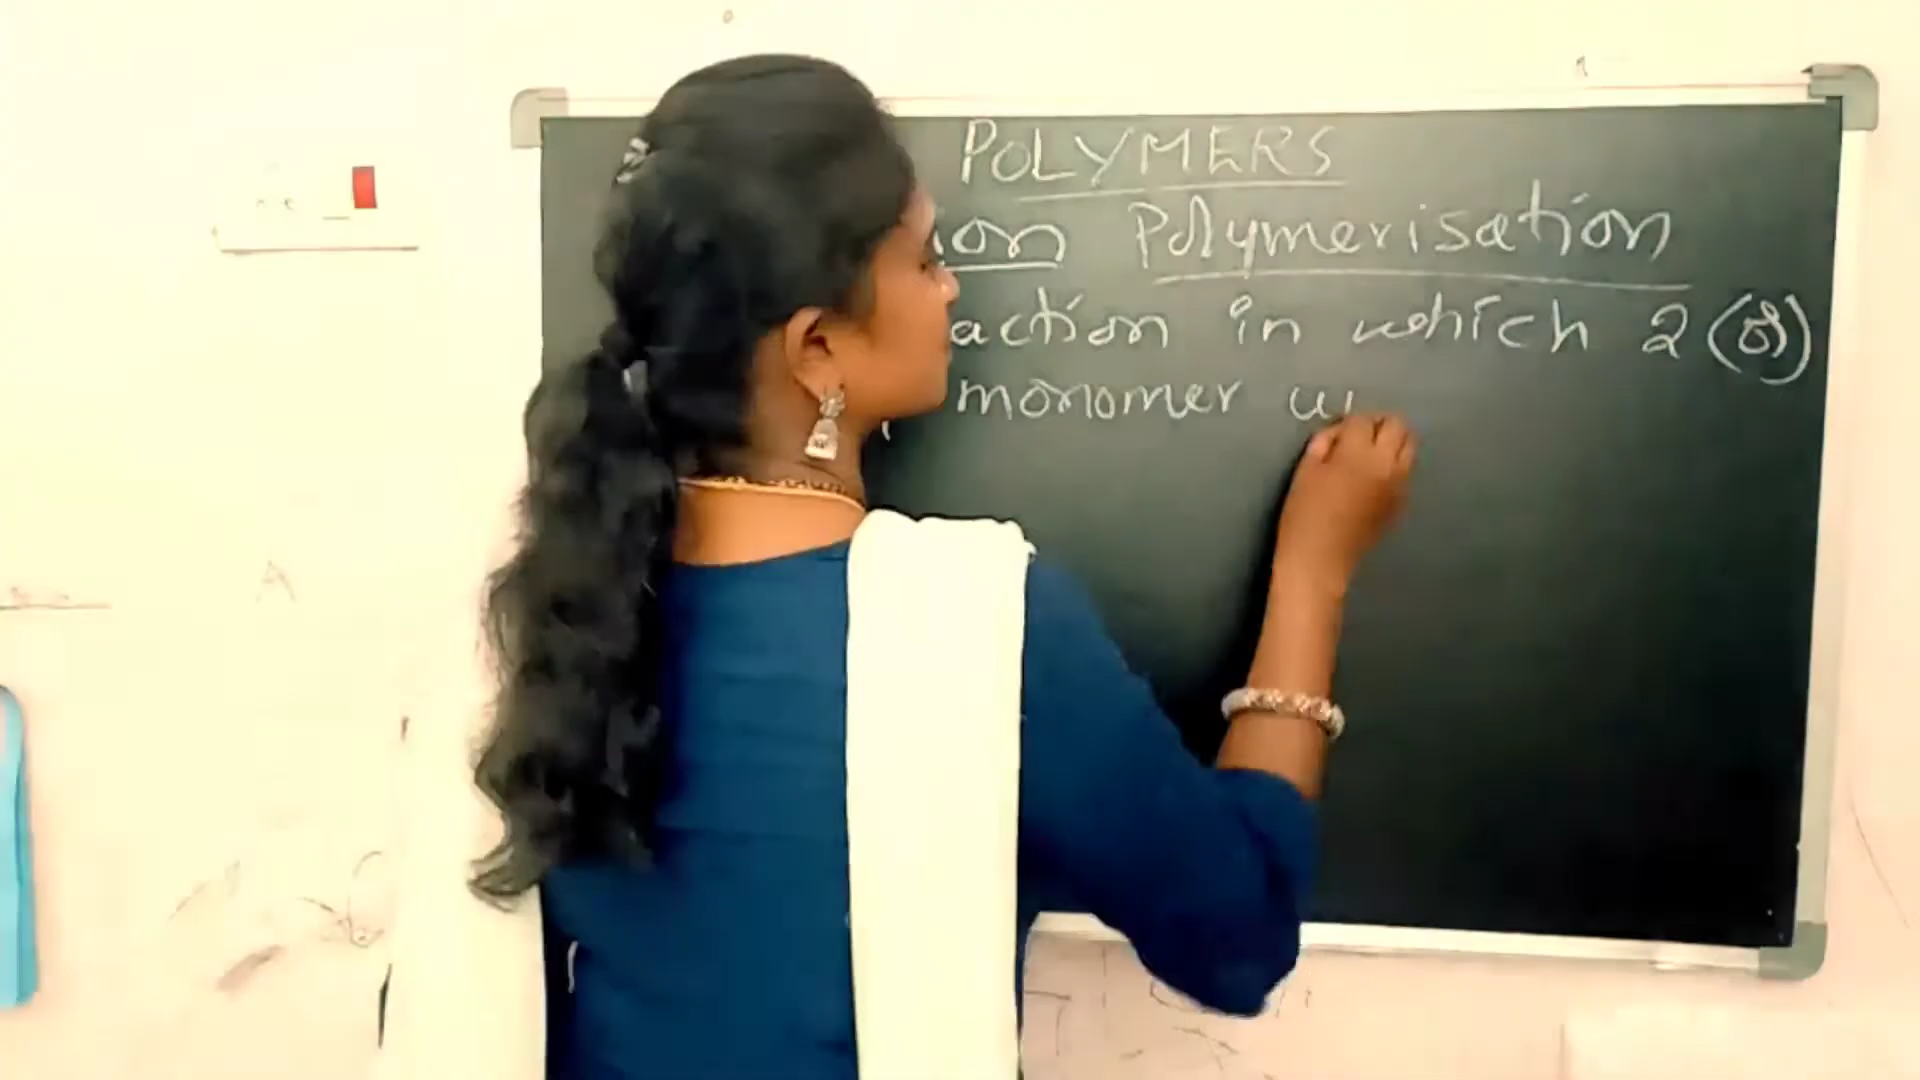 POLYMERS
ion Polymerisation
action in which 2 (or)
monomer
A